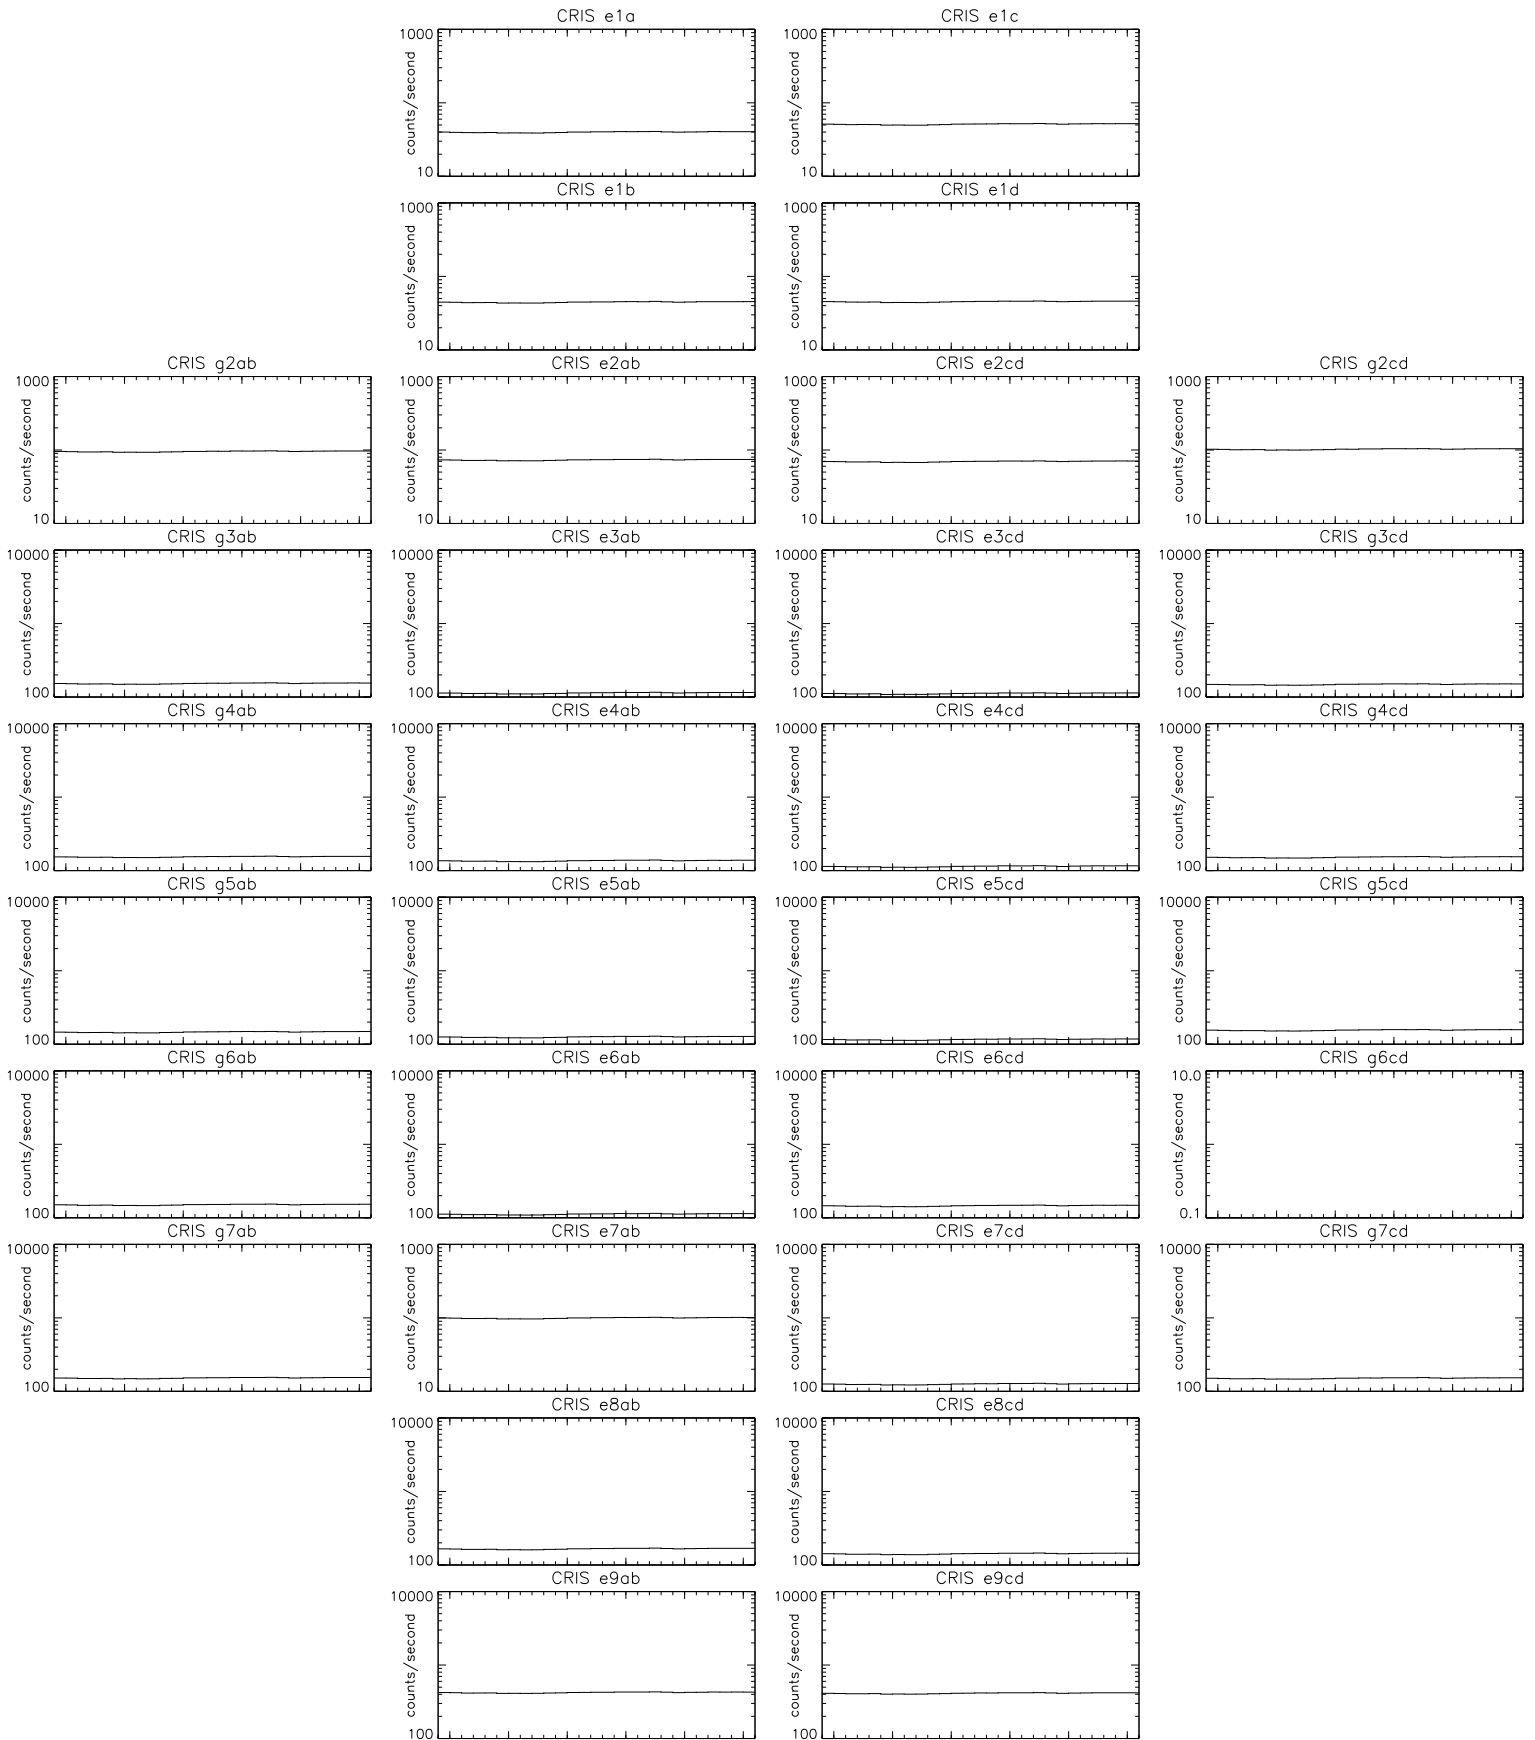 CRIS e1a
1000
counts/second
10
CRIS e1c
1000
counts/second
10
CRIS e1b
1000
counts/second
10
CRIS e1d
1000
counts/second
10
CRIS g2ab
1000
counts/second
10
CRIS e2ab
1000
counts/second
10
CRIS e2cd
1000
counts/second
10
CRIS g2cd
1000
counts/second
10
CRIS g3ab
10000
counts/second
100
CRIS e3ab
10000
counts/second
100
CRIS e3cd
10000
counts/second
100
CRIS g3cd
10000
counts/second
100
CRIS g4ab
10000
counts/second
100
CRIS e4ab
10000
counts/second
100
CRIS e4cd
10000
counts/second
100
CRIS g4cd
10000
counts/second
100
CRIS g5ab
10000
counts/second
100
CRIS e5ab
10000
counts/second
100
CRIS e5cd
10000
counts/second
100
CRIS g5cd
10000
counts/second
100
CRIS g6ab
10000
counts/second
100
CRIS e6ab
10000
counts/second
100
CRIS e6cd
10000
counts/second
100
CRIS g6cd
10.0
counts/second
0.1
CRIS g7ab
10000
counts/second
100
CRIS e7ab
1000
counts/second
10
CRIS e7cd
10000
counts/second
100
CRIS g7cd
10000
counts/second
100
CRIS e8ab
10000
counts/second
100
CRIS e8cd
10000
counts/second
100
CRIS e9ab
10000
counts/second
100
CRIS e9cd
10000
counts/second
100